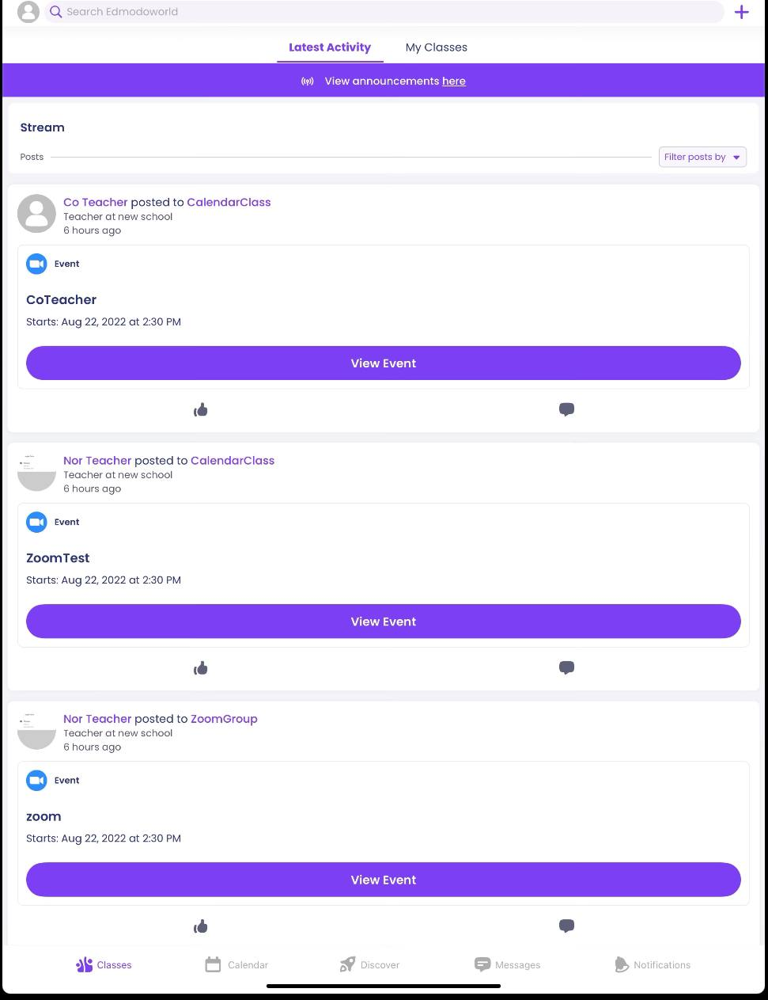 Search Edmodoworld
Latest Activity
My Classes
View announcements here
Stream
Posts
Filter posts by
Co Teacher posted to CalendarClass
Teacher at new school
6 hours ago
Event
CoTeacher
Starts: Aug 22, 2022 at 2:30 PM
View Event
Nor Teacher posted to CalendarClass
Teacher at new school
6 hours ago
Event
ZoomTest
Starts: Aug 22, 2022 at 2:30 PM
View Event
Nor Teacher posted to ZoomGroup
Teacher at new school
6 hours ago
Event
zoom
Starts: Aug 22, 2022 at 2:30 PM
View Event
Classes
Calendar
Discover
Messages
Notifications